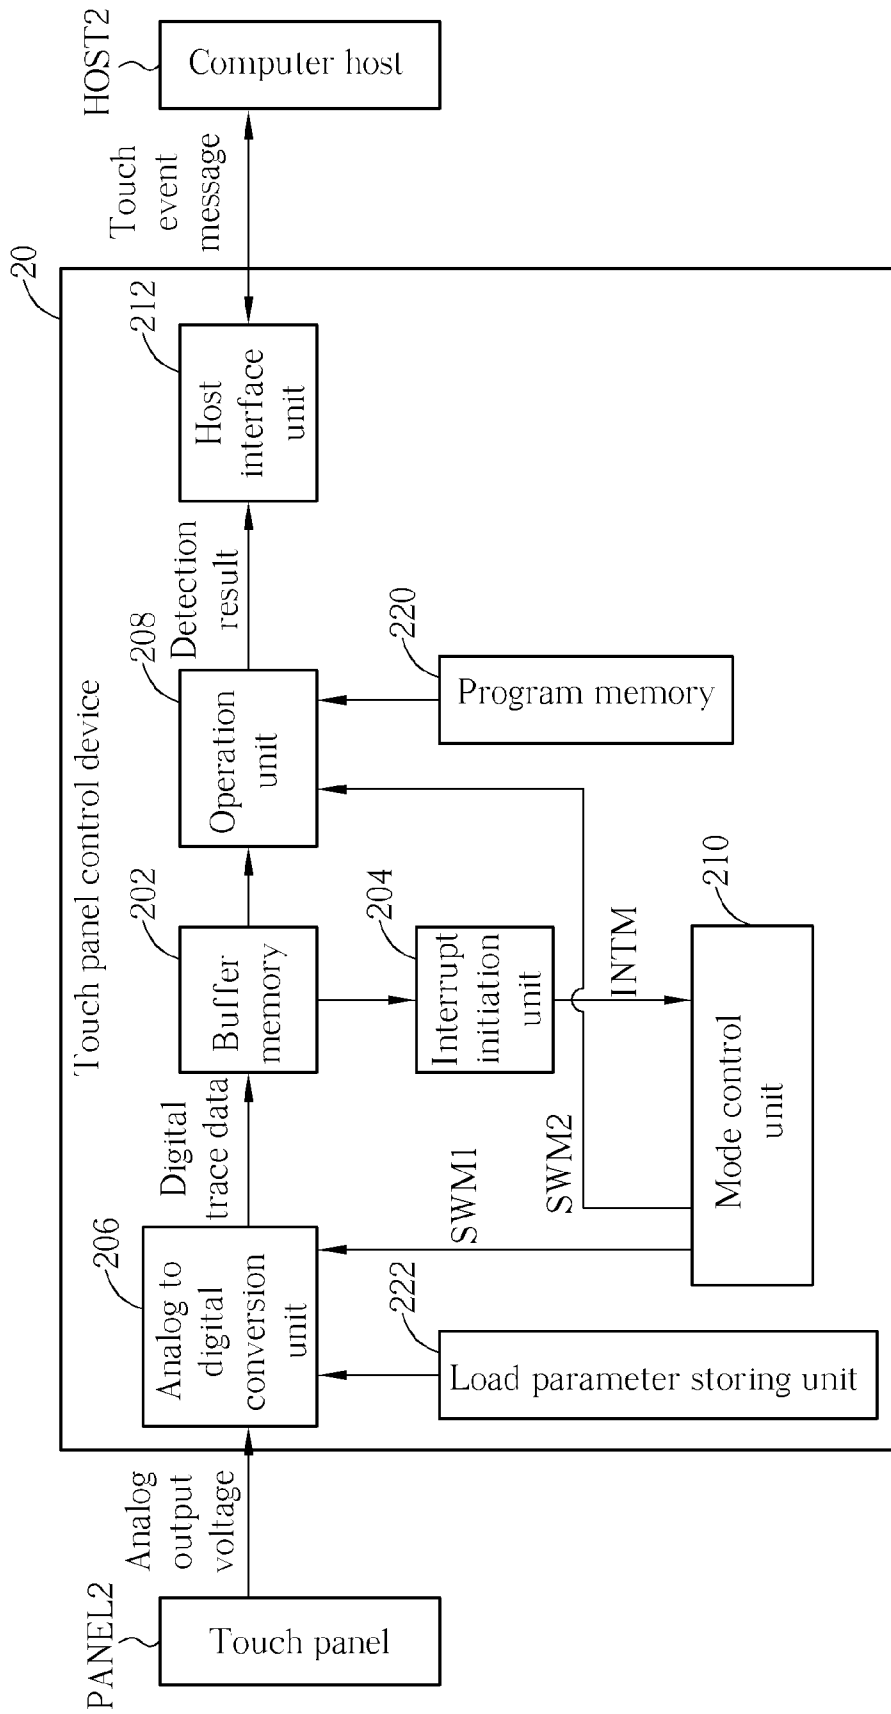 Touch panel control device
20
PANEL2
Touch panel
Analog
output
voltage
206
Analog to
digital
conversion
unit
Digital
trace data
202
Buffer
memory
208
Operation
unit
Detection
result
212
Host
interface
unit
Touch
event
message
HOST2
Computer host
222
Load parameter storing unit
SWM1
SWM2
204
Interrupt
initiation
unit
INTM
220
Program memory
210
Mode control
unit